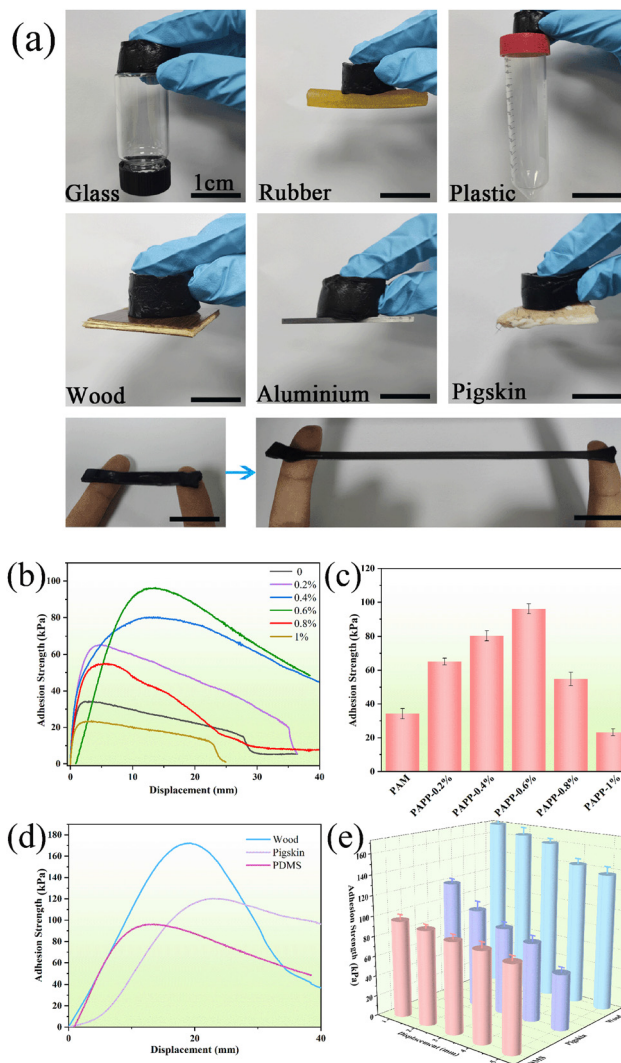 (a)
Glass
1cm
Rubber
Plastic
Wood
Aluminium
Pigskin
(b)
100
80
60
40
20
0
Adhesion Strength (kPa)
0
0.2%
0.4%
0.6%
0.8%
1%
0 10 20 30 40
Displacement (mm)
(c)
120
100
80
60
40
20
0
Adhesion Strength (kPa)
PAM
PAPP-0.2%
PAPP-0.4%
PAPP-0.6%
PAPP-0.8%
PAPP-1%
(d)
180
160
140
120
100
80
60
40
20
0
Adhesion Strength (kPa)
Wood
Pigskin
PDMS
0 20 40
Displacement (mm)
(e)
160
140
120
100
80
60
40
20
0
Adhesion Strength
(kPa)
Displacement (mm)
Pigskin